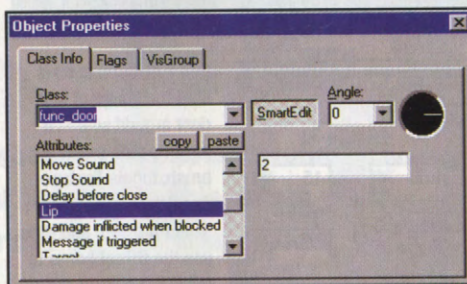 Object Properties
Class Info Flags VisGroup
Class: Angle:
func_door SmartEdit 0
Attributes: copy paste
Move Sound 2
Stop Sound
Delay before close
Lip
Damage inflicted when blocked
Message if triggered
Target